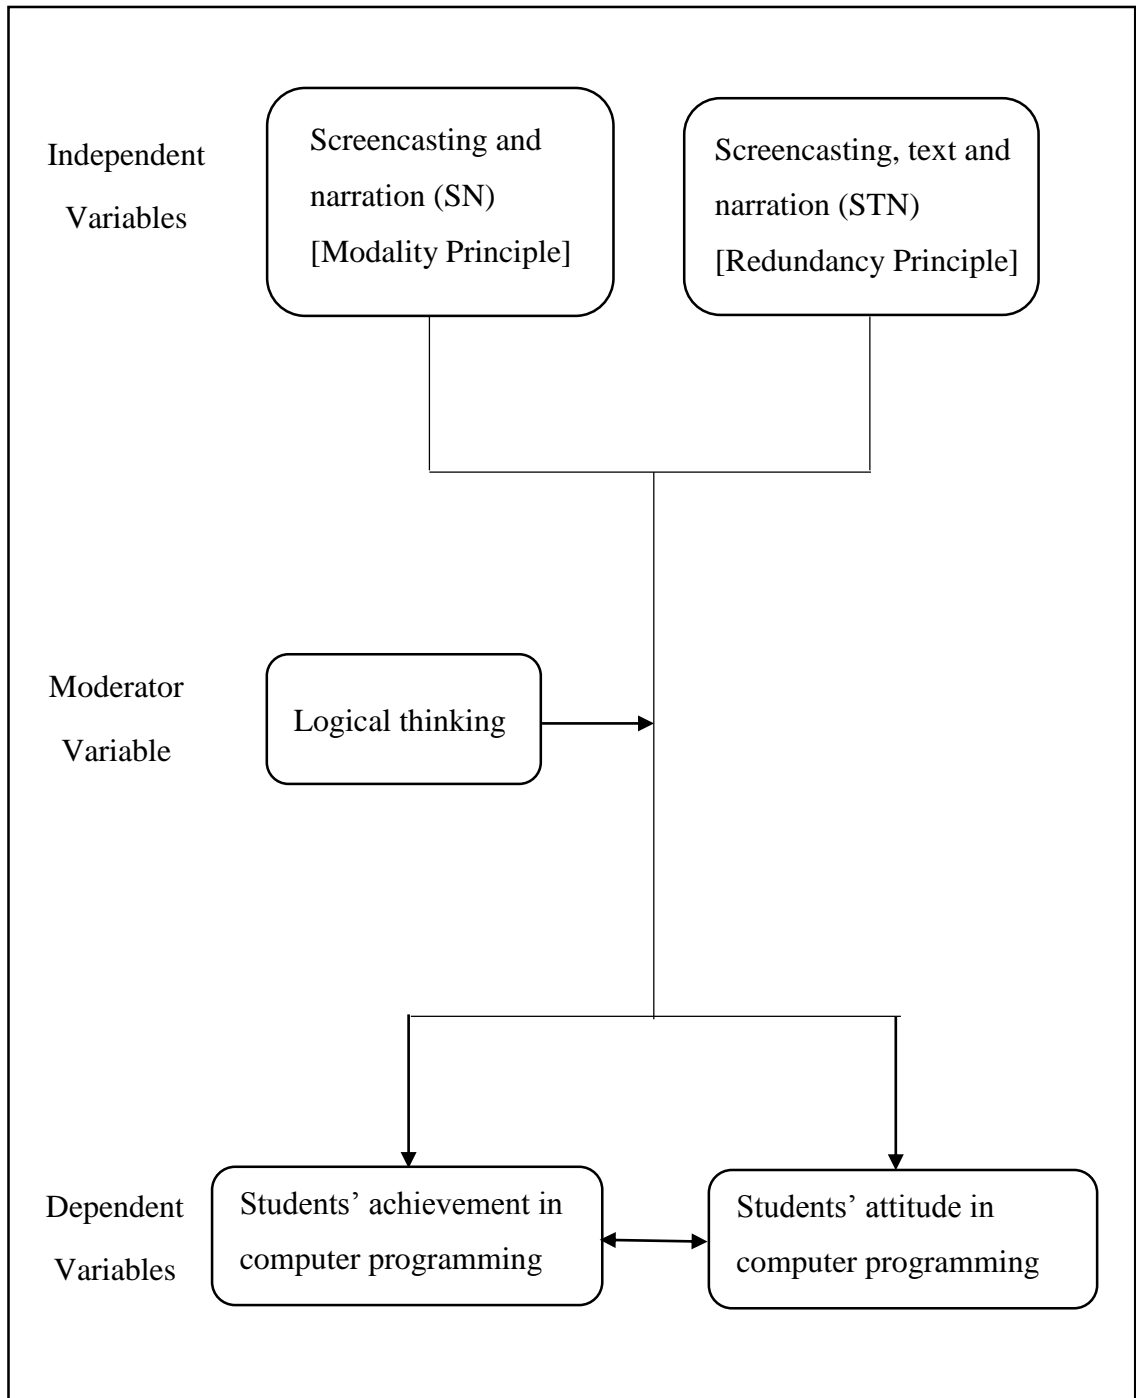 Independent
Variables
Screencasting and
narration (SN)
[Modality Principle]
Screencasting, text and
narration (STN)
[Redundancy Principle]
Moderator
Variable
Logical thinking
Dependent
Variables
Students’ achievement in
computer programming
Students’ attitude in
computer programming